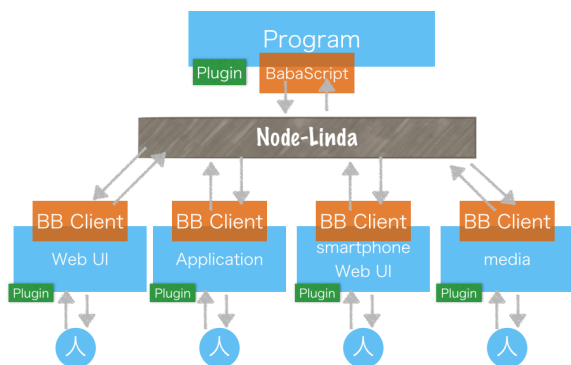 Program
Plugin
BabaScript
Node-Linda
BB Client
BB Client
BB Client
BB Client
Web UI
Application
smartphone
Web UI
media
Plugin
Plugin
Plugin
Plugin
人
人
人
人